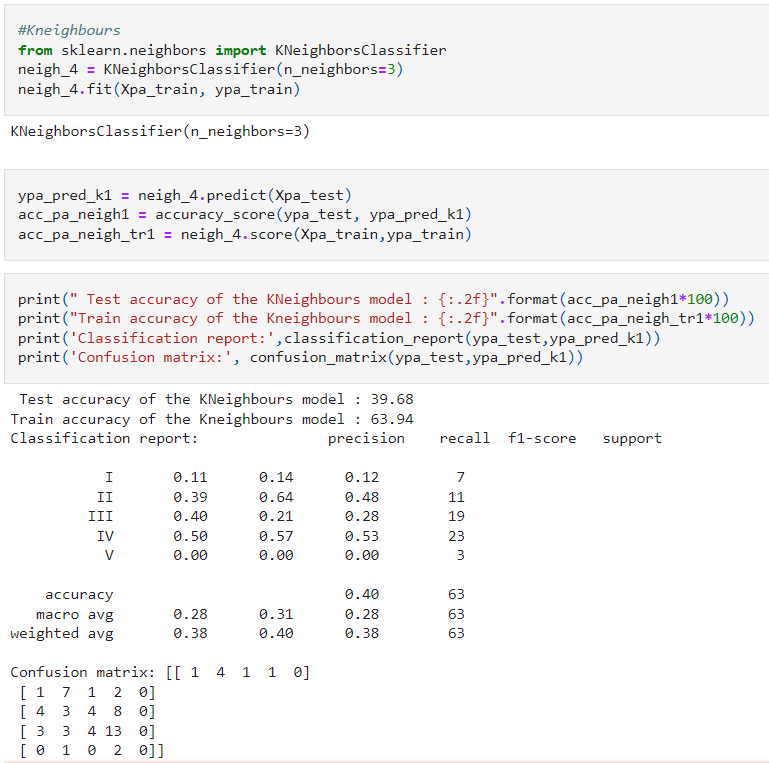 #Kneighbours
from sklearn.neighbors import KNeighborsClassifier
neigh_4 = KNeighborsClassifier(n_neighbors=3)
neigh_4.fit(Xpa_train, ypa_train)
KNeighborsClassifier(n_neighbors=3)
ypa_pred_k1 = neigh_4.predict(Xpa_test)
acc_pa_neigh1 = accuracy_score(ypa_test, ypa_pred_k1)
acc_pa_neigh_tr1 = neigh_4.score(Xpa_train,ypa_train)
print(" Test accuracy of the KNeighbours model : {:.2f}".format(acc_pa_neigh1*100))
print("Train accuracy of the Kneighbours model : {:.2f}".format(acc_pa_neigh_tr1*100))
print('Classification report:',classification_report(ypa_test,ypa_pred_k1))
print('Confusion matrix:', confusion_matrix(ypa_test,ypa_pred_k1))
Test accuracy of the KNeighbours model : 39.68
Train accuracy of the Kneighbours model : 63.94
Classification report: precision recall f1-score support
I 0.11 0.14 0.12 7
II 0.39 0.64 0.48 11
III 0.40 0.21 0.28 19
IV 0.50 0.57 0.53 23
V 0.00 0.00 0.00 3
accuracy 0.40 63
macro avg 0.28 0.31 0.28 63
weighted avg 0.38 0.40 0.38 63
Confusion matrix: [[ 1 4 1 1 0]
[ 1 7 1 2 0]
[ 4 3 4 8 0]
[ 3 3 4 13 0]
[ 0 1 0 2 0]]